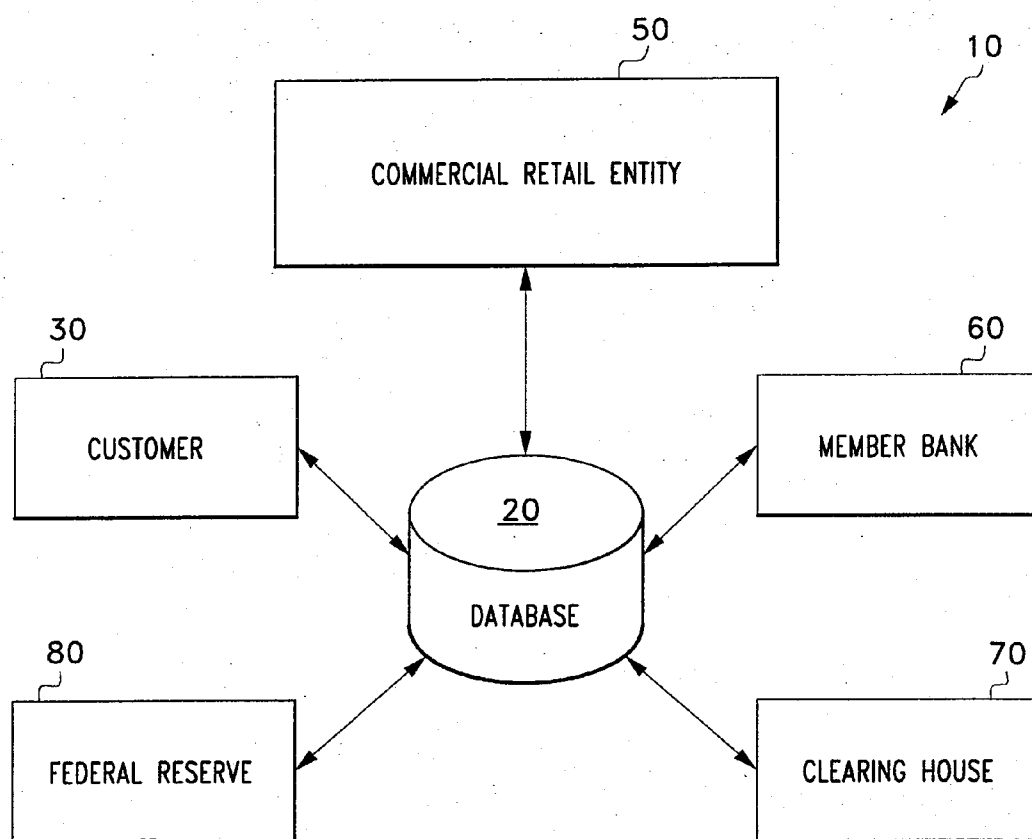 50
10
COMMERCIAL RETAIL ENTITY
30
60
CUSTOMER
MEMBER BANK
20
DATABASE
80
70
FEDERAL RESERVE
CLEARING HOUSE